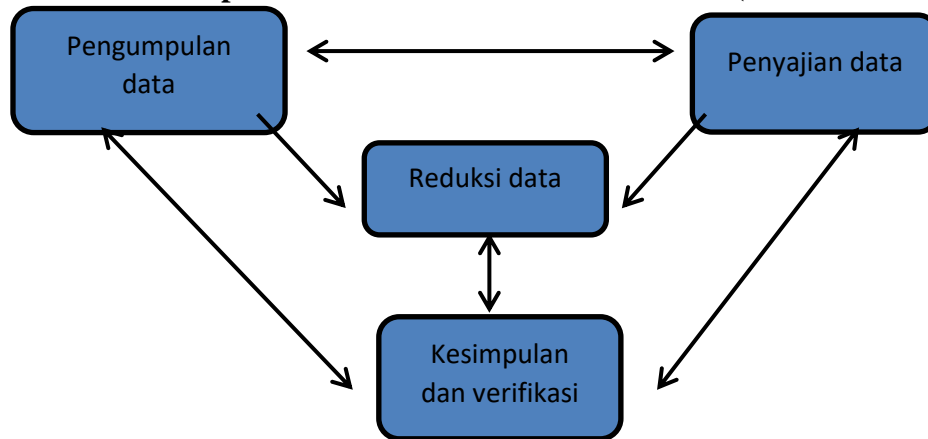 Pengumpulan
data
Penyajian data
Reduksi data
Kesimpulan
dan verifikasi